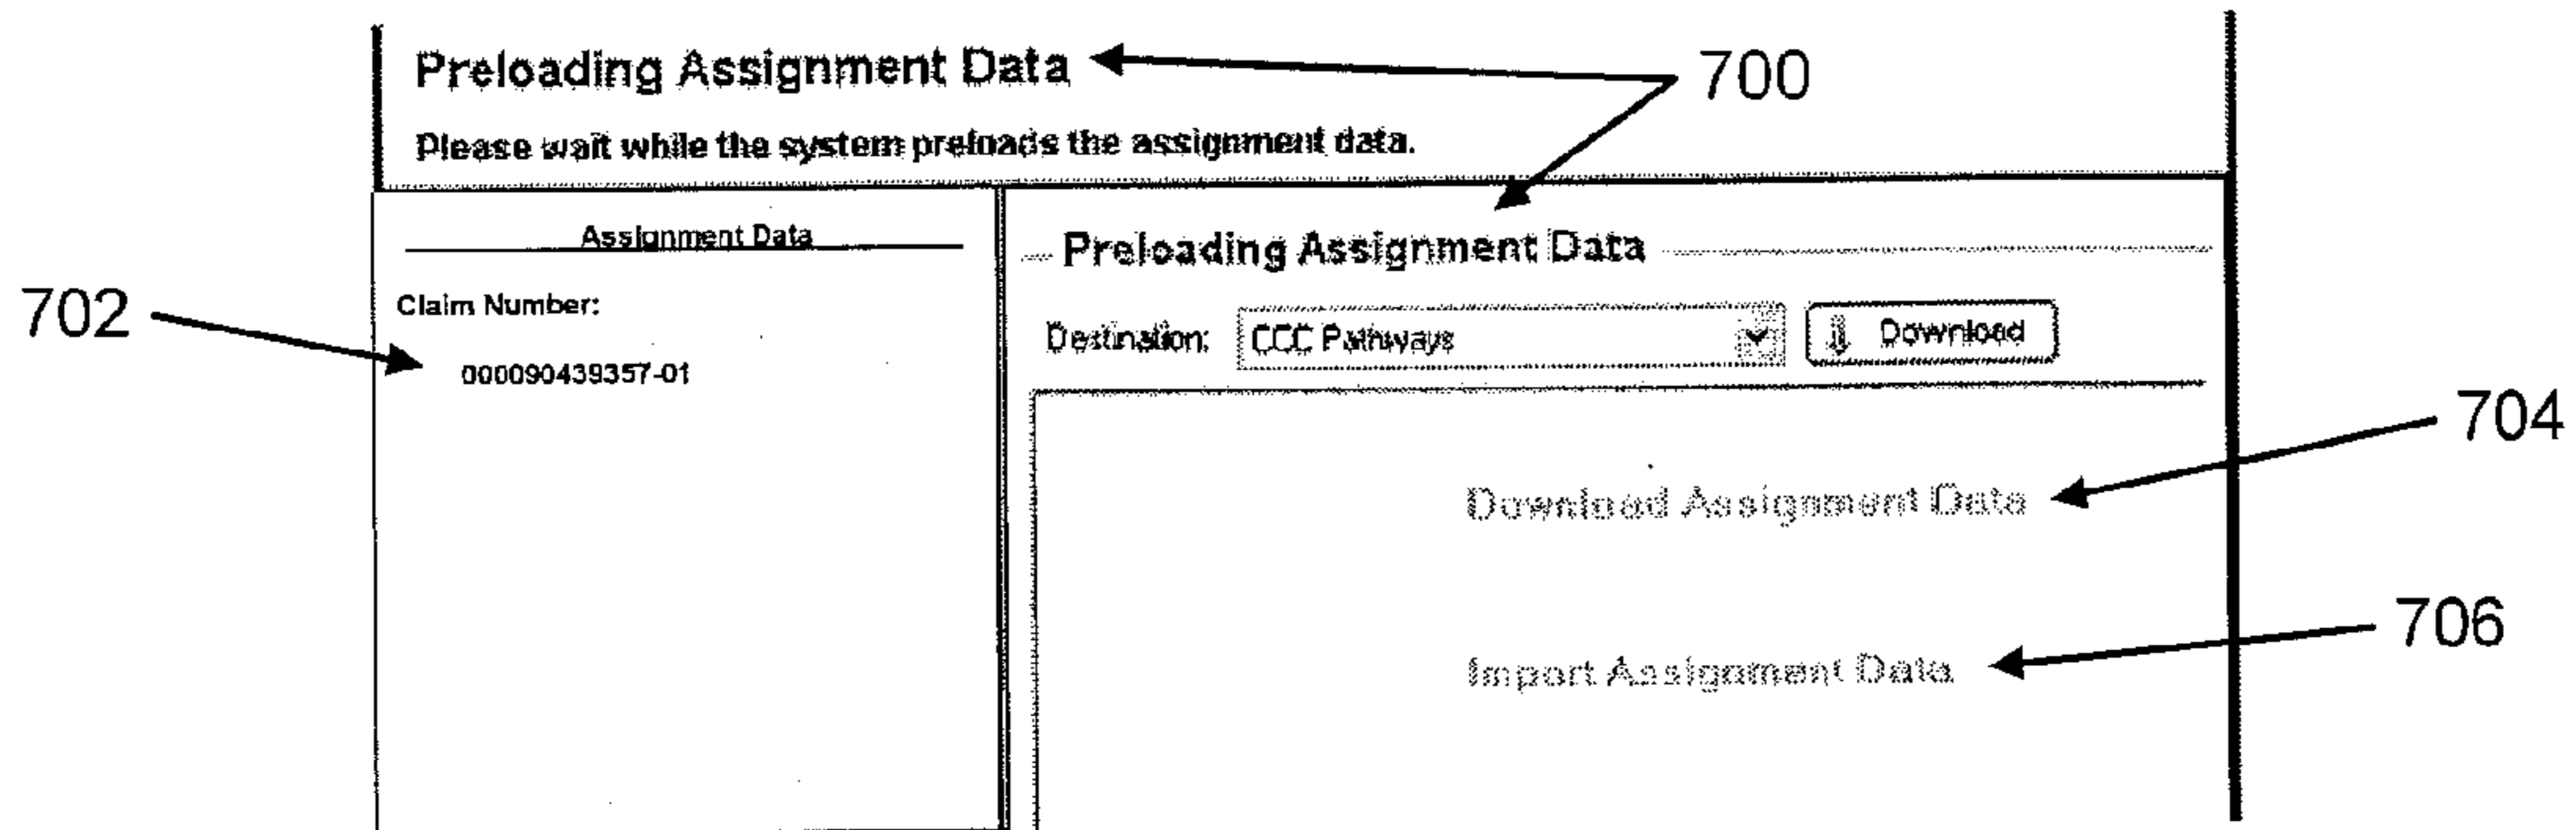 Preloading Assignment Data
700
Please wait while the system preloads the assignment data.
Assignment Data
Preloading Assignment Data
702
Claim Number:
Destination: CCC Pathways Download
000090439357-01
704
Download Assignment Data
706
Import Assignment Data